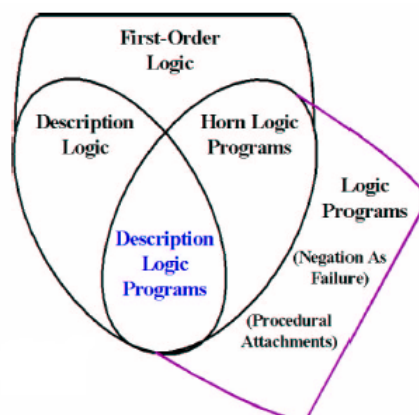 First-Order
Logic
Description
Logic
Horn Logic
Programs
Logic
Programs
Description
Logic
Programs
(Negation As
Failure)
(Procedural
Attachments)